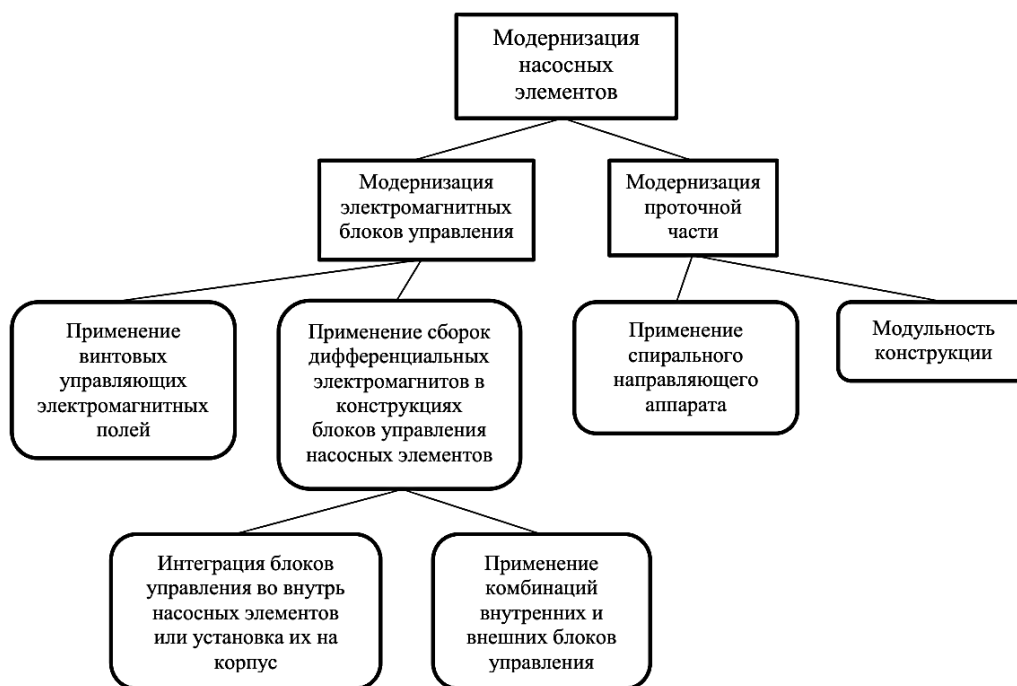 Модернизация
насосных
элементов
Модернизация
электромагнитных
блоков управления
Модернизация
проточной
части
Применение
винтовых
управляющих
электромагнитных
полей
Применение сборок
дифференциальных
электромагнитов в
конструкциях
блоков управления
насосных элементов
Применение
спирального
направляющего
аппарата
Модульность
конструкции
Интеграция блоков
управления во внутрь
насосных элементов
или установка их на
корпус
Применение
комбинаций
внутренних и
внешних блоков
управления